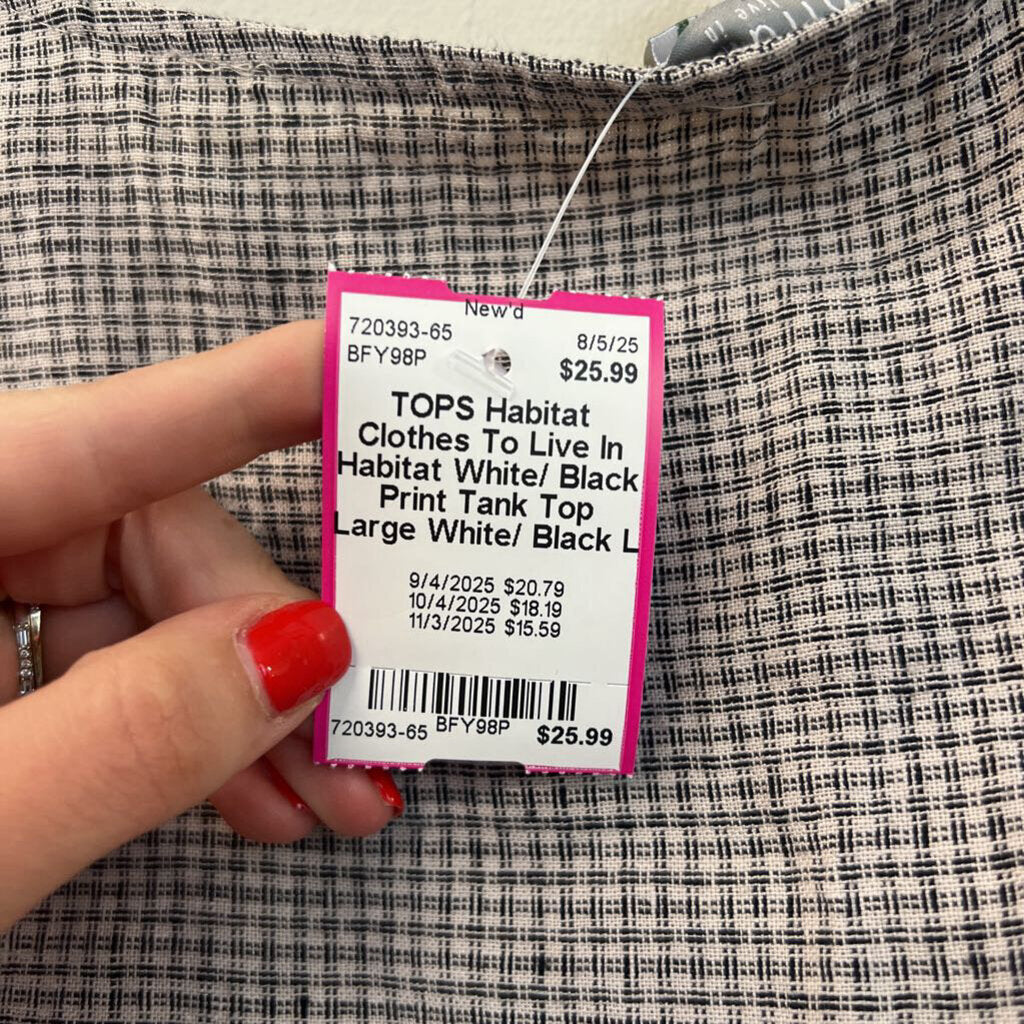 live in
New'd
720393-65 8/5/25
BFY98P $25.99
TOPS Habitat
Clothes To Live In
Habitat White/ Black
Print Tank Top
Large White/ Black L
9/4/2025 $20.79
10/4/2025 $18.19
11/3/2025 $15.59
720393-65 BFY98P $25.99